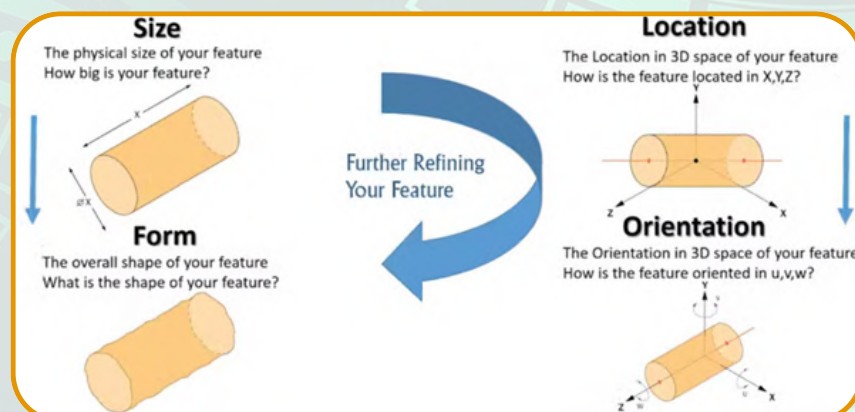 Size
The physical size of your feature
How big is your feature?
X
ØX
Form
The overall shape of your feature
What is the shape of your feature?
Further Refining
Your Feature
Location
The Location in 3D space of your feature
How is the feature located in X,Y,Z?
Y
Z
X
Orientation
The Orientation in 3D space of your feature
How is the feature oriented in u,v,w?
Y
v
w
u
Z
X